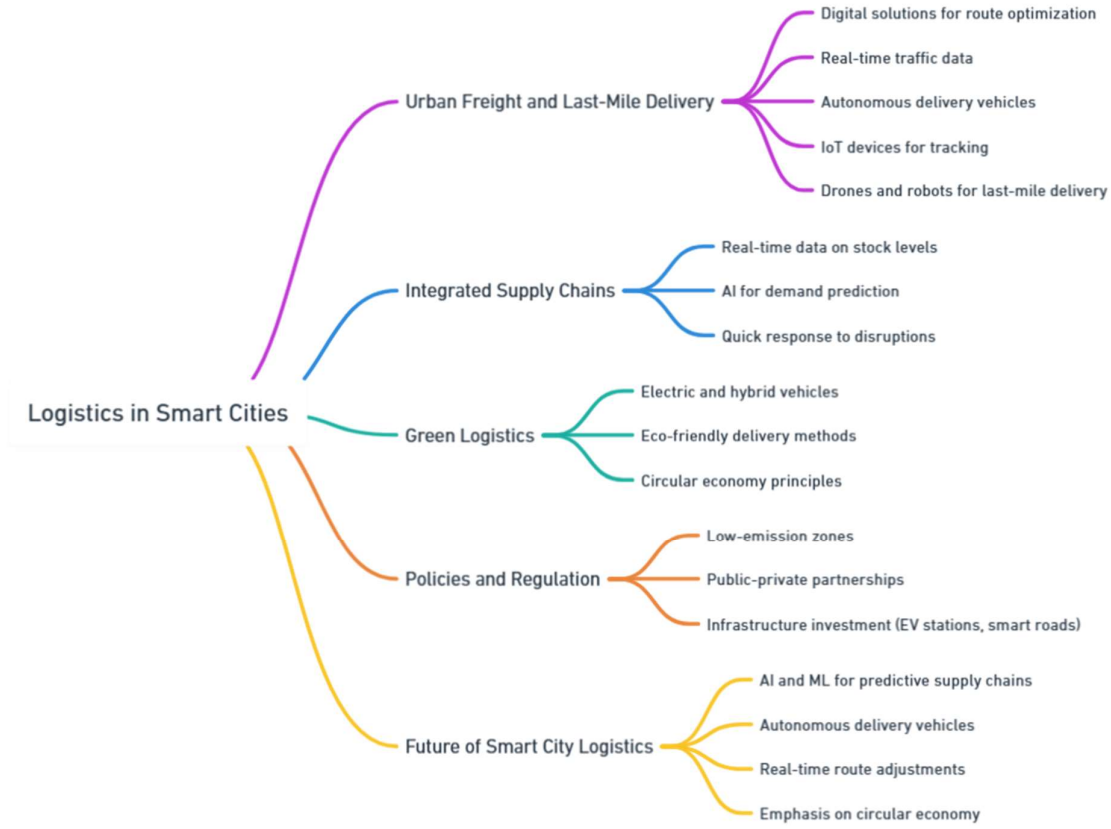 Logistics in Smart Cities
Urban Freight and Last-Mile Delivery
Digital solutions for route optimization
Real-time traffic data
Autonomous delivery vehicles
IoT devices for tracking
Drones and robots for last-mile delivery
Integrated Supply Chains
Real-time data on stock levels
AI for demand prediction
Quick response to disruptions
Green Logistics
Electric and hybrid vehicles
Eco-friendly delivery methods
Circular economy principles
Policies and Regulation
Low-emission zones
Public-private partnerships
Infrastructure investment (EV stations, smart roads)
Future of Smart City Logistics
AI and ML for predictive supply chains
Autonomous delivery vehicles
Real-time route adjustments
Emphasis on circular economy